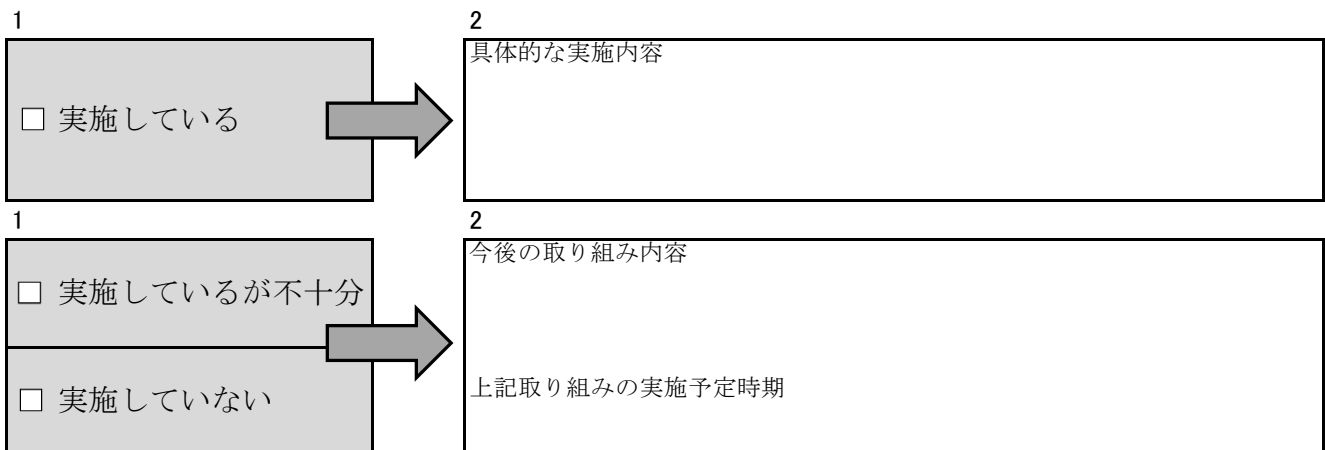 1
2
□ 実施している
具体的な実施内容
1
2
□ 実施しているが不十分
□ 実施していない
今後の取り組み内容
上記取り組みの実施予定時期